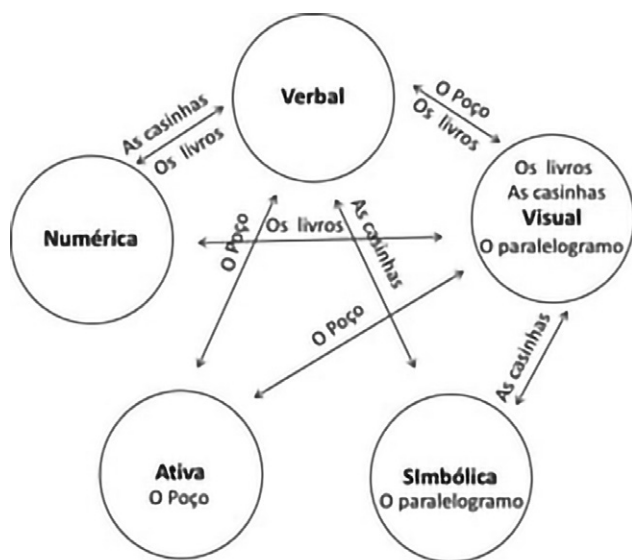 Verbal
As casinhas
Os livros
O Poço
Os livros
Os livros
As casinhas
Visual
O paralelogramo
Numérica
O Poço
Os livros
As casinhas
O Poço
As casinhas
Ativa
O Poço
SImbólica
O paralelogramo